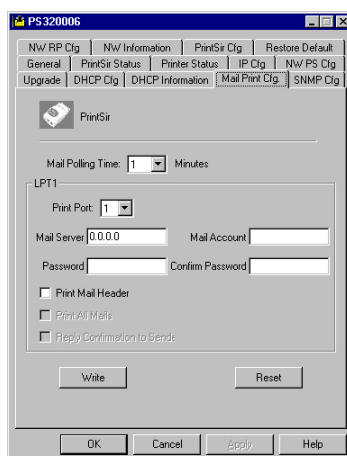 PS320006
NW RP Cfg NW Information PrintSir Cfg Restore Default
General PrintSir Status Printer Status IP Cfg NW PS Cfg
Upgrade DHCP Cfg DHCP Information Mail Print Cfg. SNMP Cfg
PrintSir
Mail Polling Time: 1 Minutes
LPT1
Print Port: 1
Mail Server 0.0.0.0 Mail Account
Password Confirm Password
Print Mail Header
Print All Mails
Reply Confirmation to Sende
Write Reset
OK Cancel Apply Help